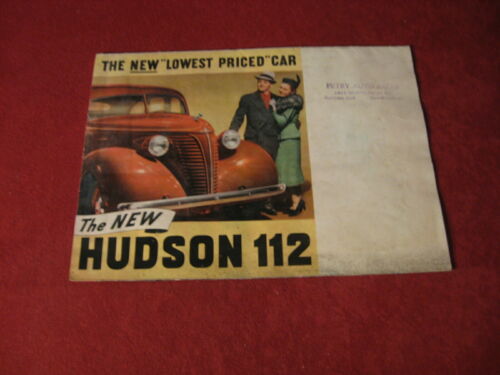 THE NEW "LOWEST PRICED" CAR
The NEW
HUDSON 112